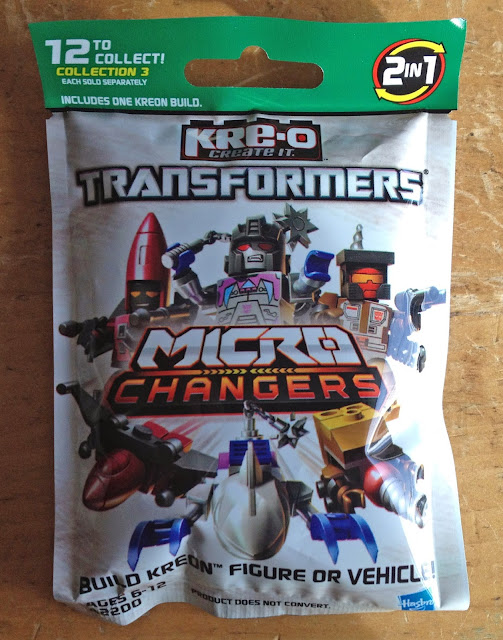 12 TO
COLLECT!
COLLECTION 3
EACH SOLD SEPARATELY
INCLUDES ONE KREON BUILD.
2 IN 1
KRE-O
CREATE IT.™
TRANSFORMERS®
MICRO
CHANGERS
BUILD KREON™ FIGURE OR VEHICLE!
AGES 6-12
PRODUCT DOES NOT CONVERT.
Hasbro